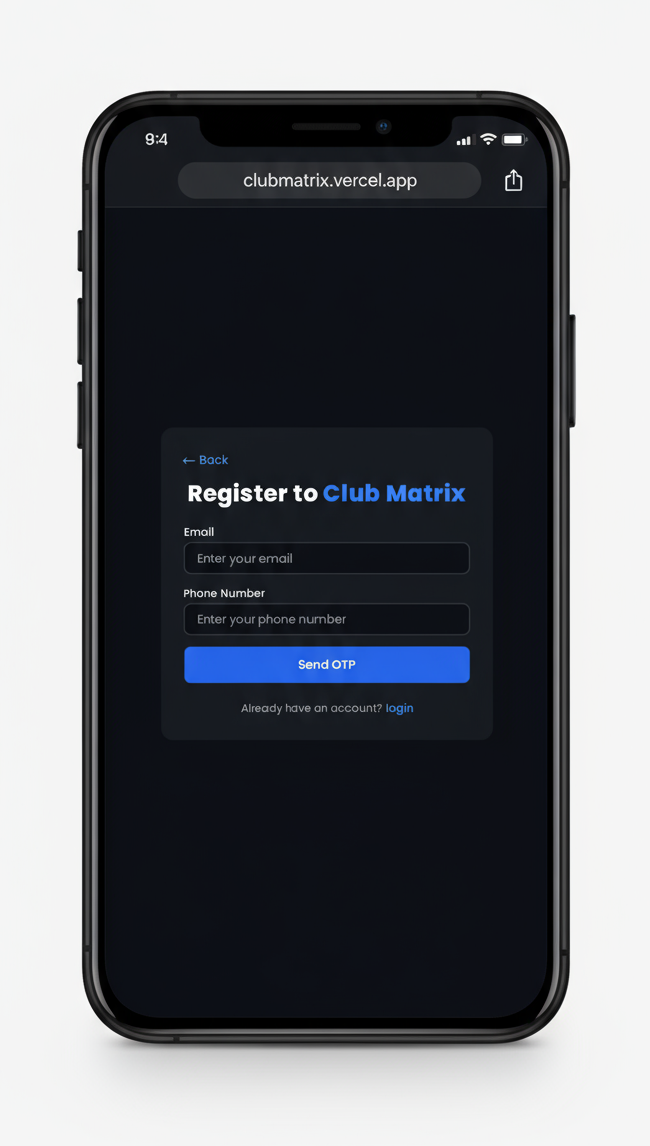 9:4
clubmatrix.vercel.app
← Back
Register to Club Matrix
Email
Enter your email
Phone Number
Enter your phone number
Send OTP
Already have an account? login